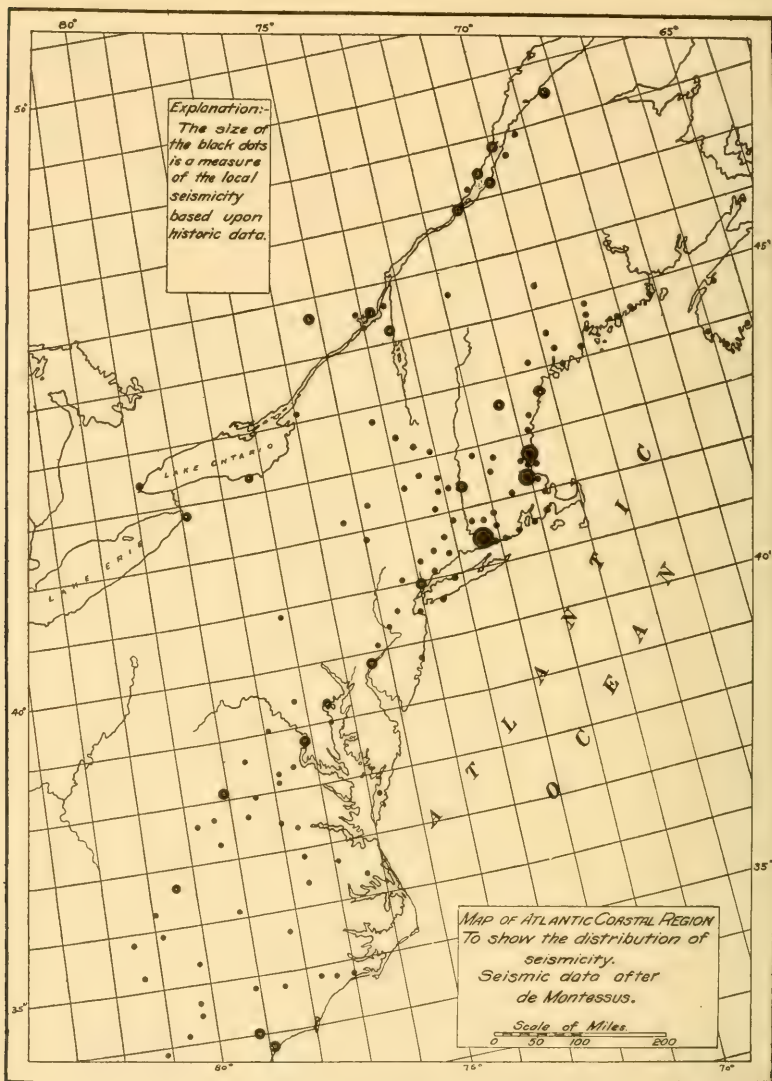 80°
75°
70°
65°
50°
Explanation:-
The size of
the black dots
is a measure
of the local
seismicity
based upon
historic data.
45°
LAKE ONTARIO
LAKE ERIE
40°
ATLANTIC
OCEAN
40°
35°
MAP OF ATLANTIC COASTAL REGION
To show the distribution of
seismicity.
Seismic data after
de Montessus.
Scale of Miles.
0 50 100 200
35°
80°
75°
70°